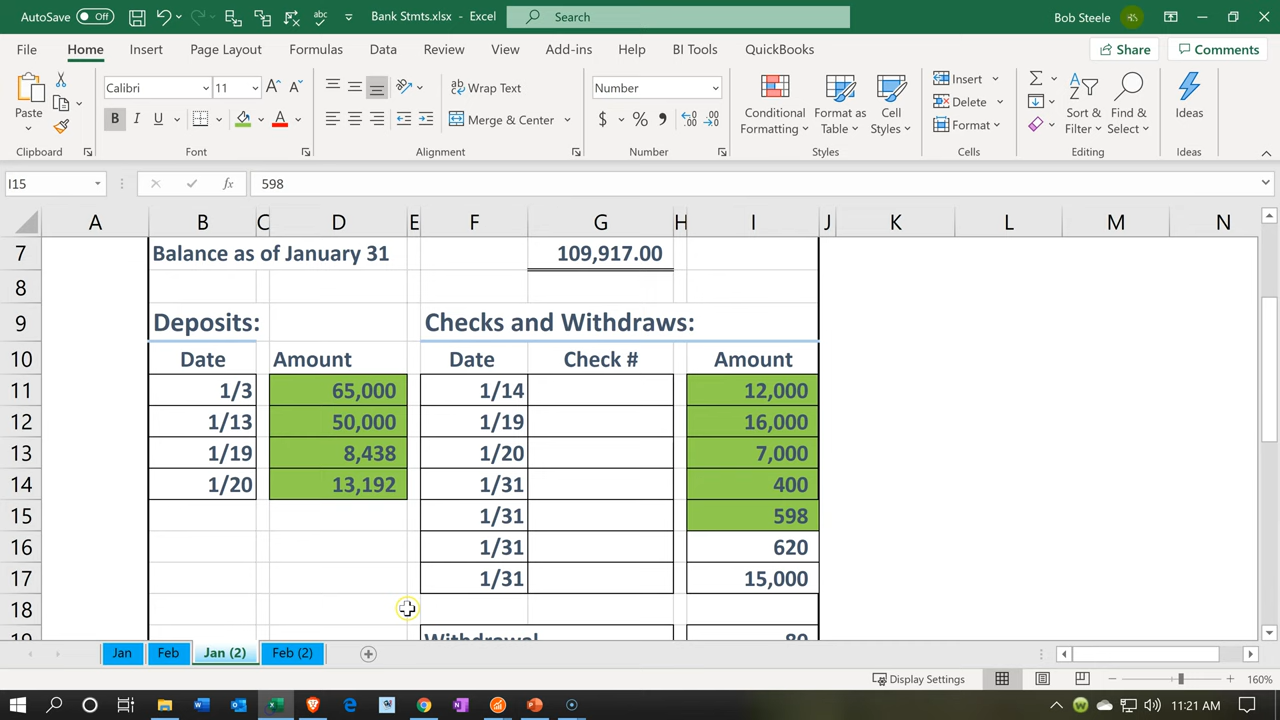 AutoSave Off Bank Stmts.xlsx - Excel Search Bob Steele
File Home Insert Page Layout Formulas Data Review View Add-ins Help BI Tools QuickBooks Share Comments
Paste Calibri 11 Wrap Text Number Conditional Formatting Format as Table Cell Styles Insert Sort & Filter Find & Select Ideas
B I U A Merge & Center $ % , Delete
Format
Clipboard Font Alignment Number Styles Cells Editing Ideas
I15 fx 598
A B C D E F G H I J K L M N
7 Balance as of January 31 109,917.00
8
9 Deposits: Checks and Withdraws:
10 Date Amount Date Check # Amount
11 1/3 65,000 1/14 12,000
12 1/13 50,000 1/19 16,000
13 1/19 8,438 1/20 7,000
14 1/20 13,192 1/31 400
15 1/31 598
16 1/31 620
17 1/31 15,000
18
19 Withdrawal 80
Jan Feb Jan (2) Feb (2)
Display Settings 160%
11:21 AM